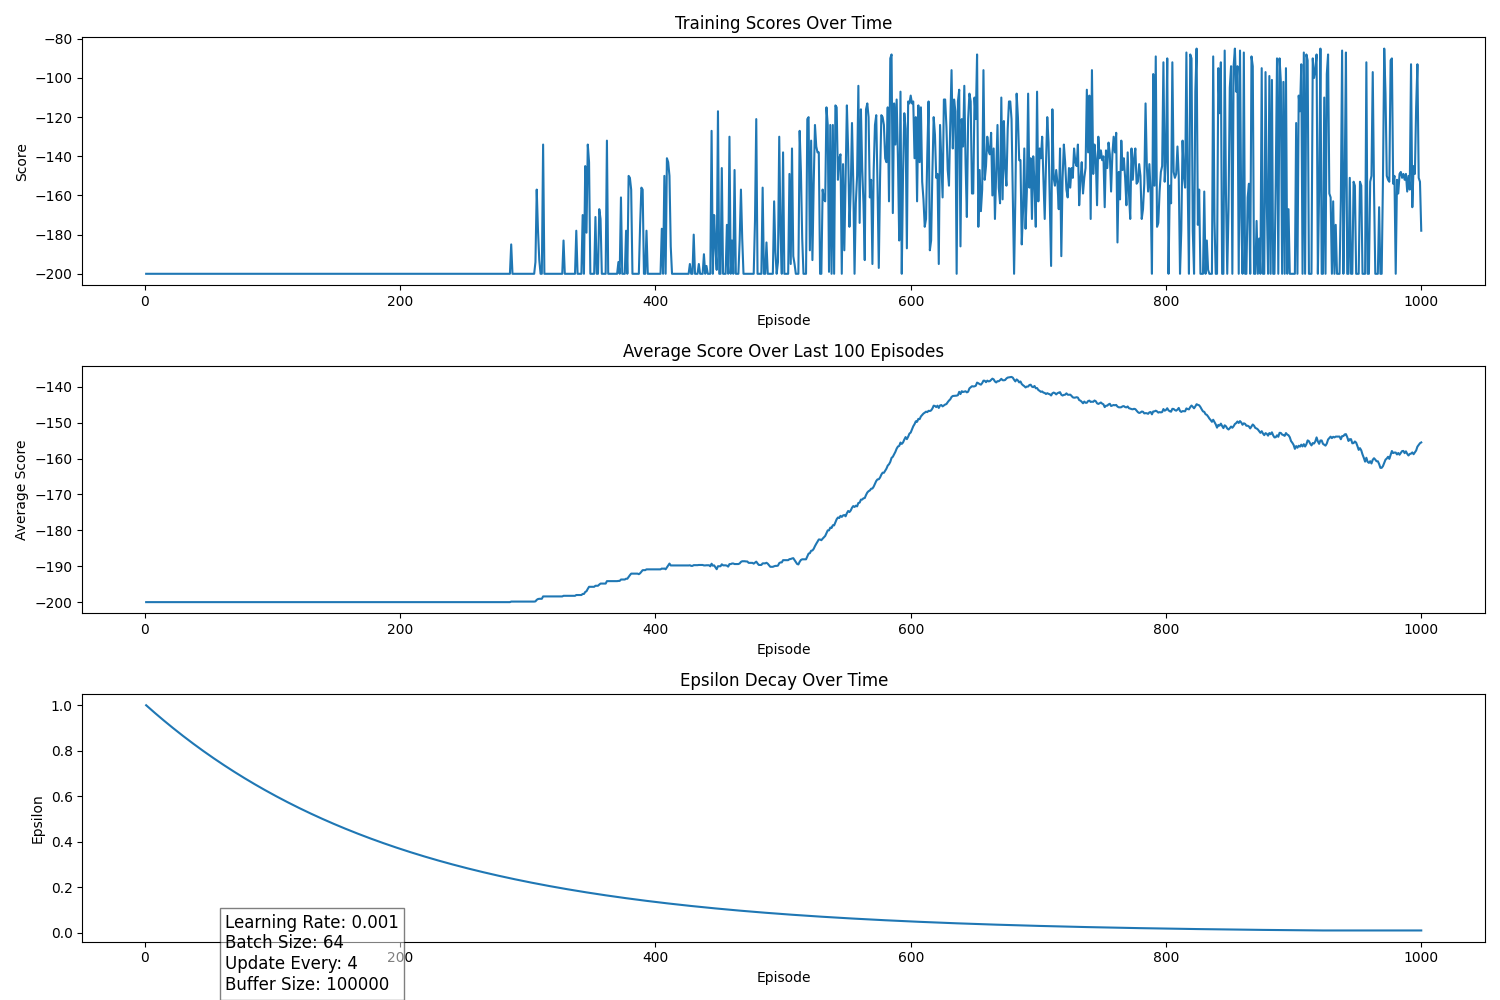 Training Scores Over Time
Score
−80
−100
−120
−140
−160
−180
−200
0 200 400 600 800 1000
Episode
Average Score Over Last 100 Episodes
Average Score
−140
−150
−160
−170
−180
−190
−200
0 200 400 600 800 1000
Episode
Epsilon Decay Over Time
Epsilon
1.0
0.8
0.6
0.4
0.2
0.0
0 200 400 600 800 1000
Episode
Learning Rate: 0.001
Batch Size: 64
Update Every: 4
Buffer Size: 100000